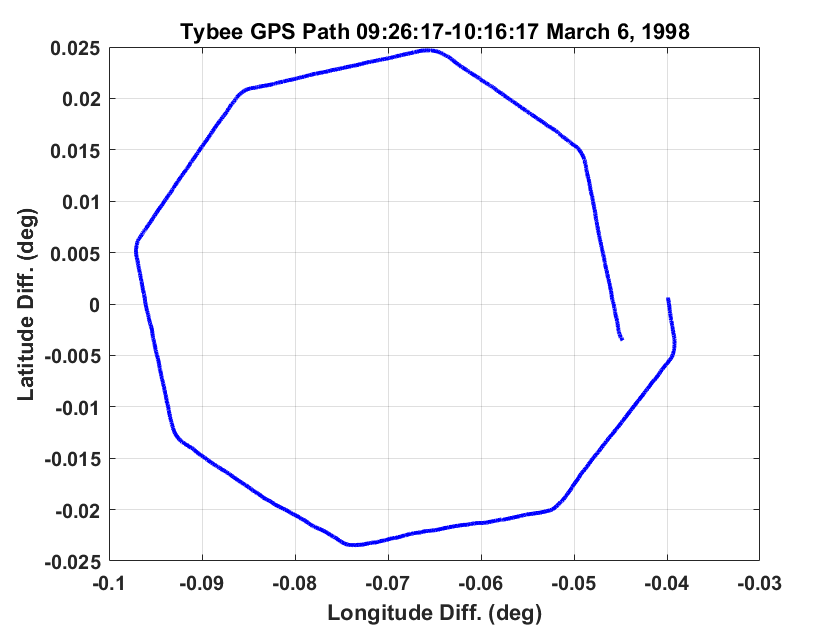 Tybee GPS Path 09:26:17-10:16:17 March 6, 1998
0.025
0.02
0.015
0.01
0.005
0
-0.005
-0.01
-0.015
-0.02
-0.025
Latitude Diff. (deg)
-0.1 -0.09 -0.08 -0.07 -0.06 -0.05 -0.04 -0.03
Longitude Diff. (deg)